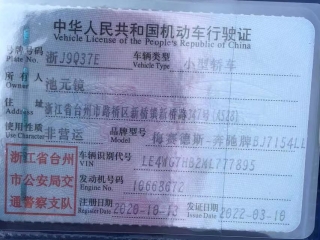 中华人民共和国机动车行驶证
Vehicle License of the People's Republic of China
号牌号码 浙J9Q37E 车辆类型 小型轿车
Plate No. Vehicle Type
所有人 池元镜
Owner
住址 浙江省台州市路桥区新桥镇新桥路347号
Address
使用性质 非营运 品牌型号 梅赛德斯-奔驰牌BJ7154LL
Use Character Model
浙江省台州
市公安局交
通警察支队
车辆识别代号 LE4WG7HB2ML777895
VIN
发动机号码
Engine No.
注册日期 2020-10-13 发证日期 2022-03-10
Register Date Issue Date